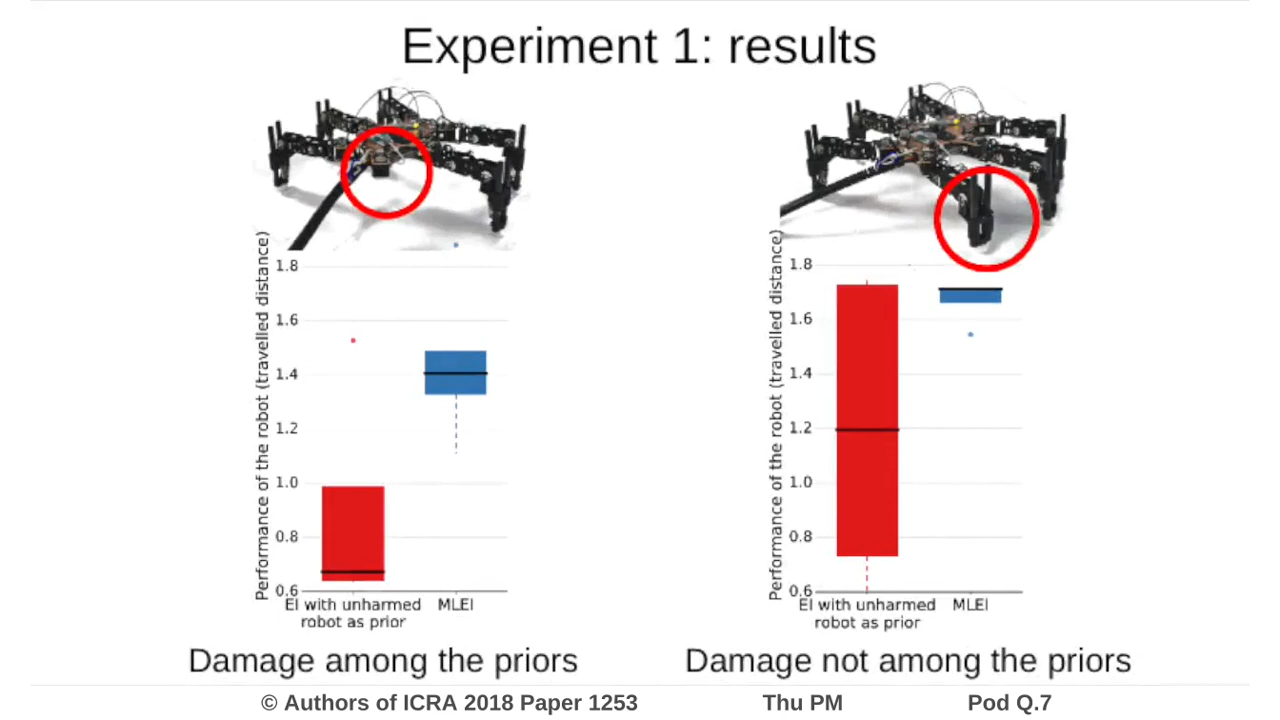 Experiment 1: results
Performance of the robot (travelled distance)
1.8
1.6
1.4
1.2
1.0
0.8
0.6
EI with unharmed
robot as prior
MLEI
Damage among the priors
Performance of the robot (travelled distance)
1.8
1.6
1.4
1.2
1.0
0.8
0.6
EI with unharmed
robot as prior
MLEI
Damage not among the priors
© Authors of ICRA 2018 Paper 1253 Thu PM Pod Q.7